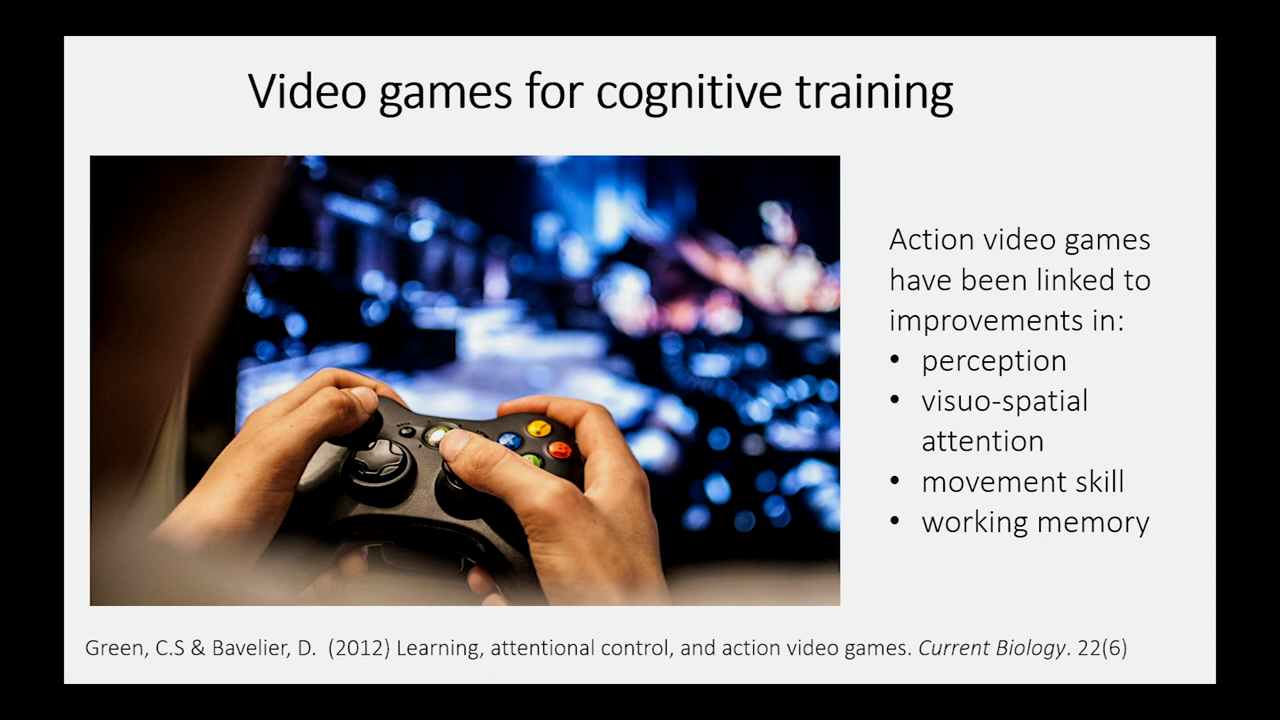 Video games for cognitive training
Action video games
have been linked to
improvements in:
• perception
• visuo-spatial
attention
• movement skill
• working memory
Green, C.S & Bavelier, D. (2012) Learning, attentional control, and action video games. Current Biology. 22(6)